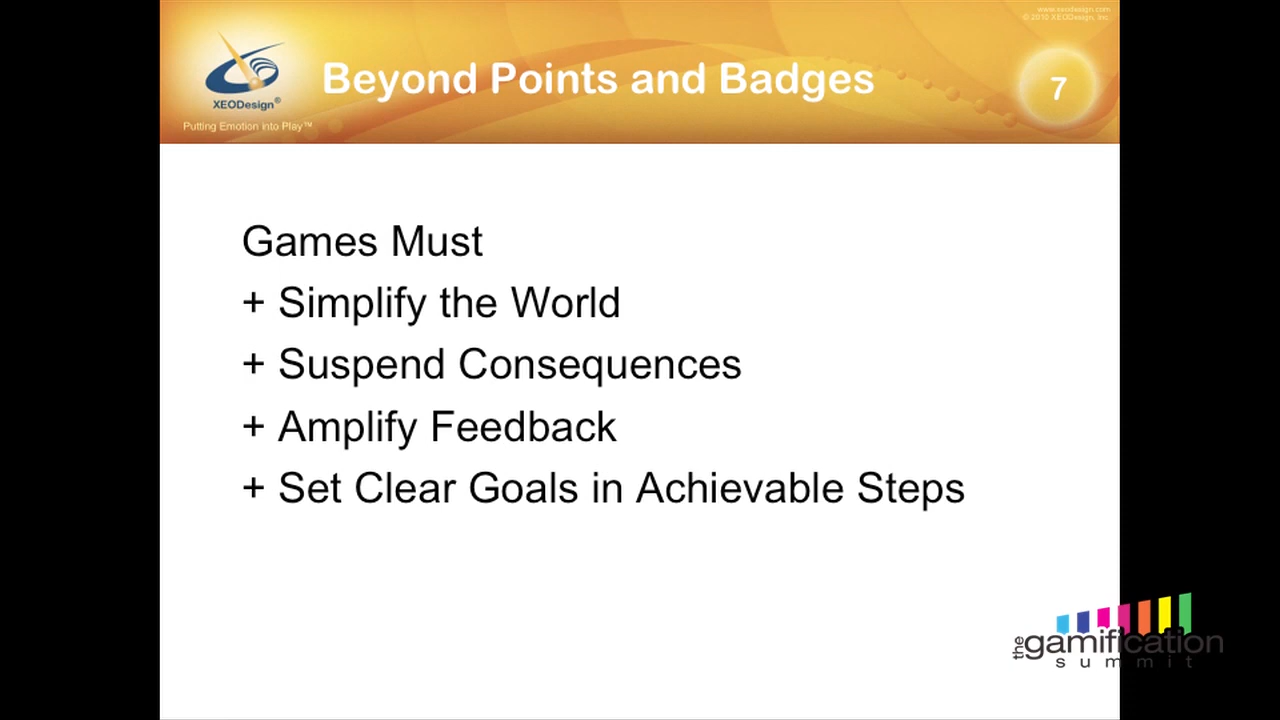 www.xeodesign.com
© 2010 XEODesign, Inc.
Beyond Points and Badges
7
XEODesign®
Putting Emotion into Play™
Games Must
+ Simplify the World
+ Suspend Consequences
+ Amplify Feedback
+ Set Clear Goals in Achievable Steps
the gamification
summit